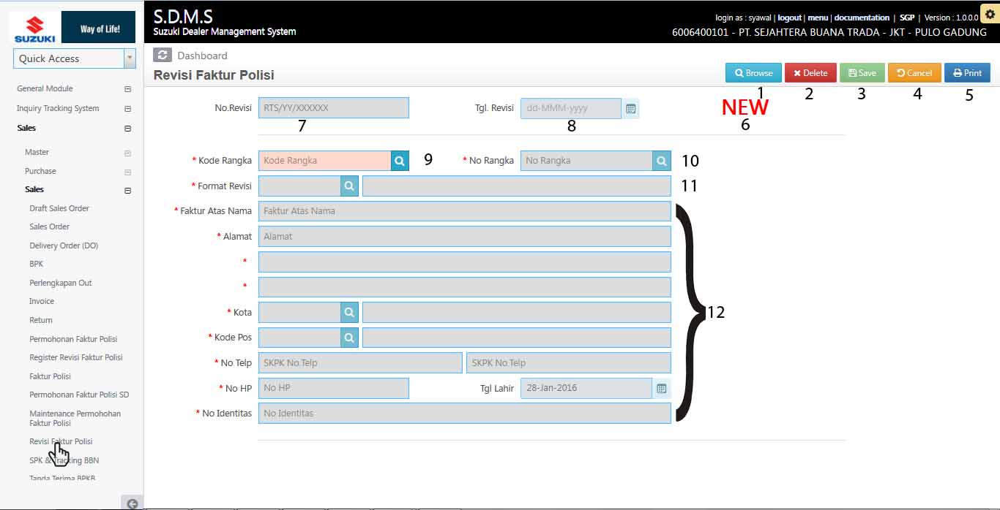 SUZUKI
Way of Life!
Quick Access
General Module
Inquiry Tracking System
Sales
Master
Purchase
Sales
Draft Sales Order
Sales Order
Delivery Order (DO)
BPK
Perlengkapan Out
Invoice
Return
Permohonan Faktur Polisi
Register Revisi Faktur Polisi
Faktur Polisi
Permohonan Faktur Polisi SD
Maintenance Permohonan
Faktur Polisi
Revisi Faktur Polisi
SPK & Tracking BBN
Tanda Terima BPKB
S.D.M.S
Suzuki Dealer Management System
login as : syawal | logout | menu | documentation | SGP | Version : 1.0.0.0
6006400101 - PT. SEJAHTERA BUANA TRADA - JKT - PULO GADUNG
Dashboard
Revisi Faktur Polisi
Browse Delete Save Cancel Print
1 2 3 4 5
No.Revisi RTS/YY/XXXXXX Tgl. Revisi dd-MMM-yyyy NEW
7 8 6
* Kode Rangka Kode Rangka 9 * No Rangka No Rangka 10
* Format Revisi 11
* Faktur Atas Nama Faktur Atas Nama
* Alamat Alamat
*
*
* Kota 12
* Kode Pos
* No Telp SKPK No.Telp SKPK No.Telp
* No HP No HP Tgl Lahir 28-Jan-2016
* No Identitas No Identitas